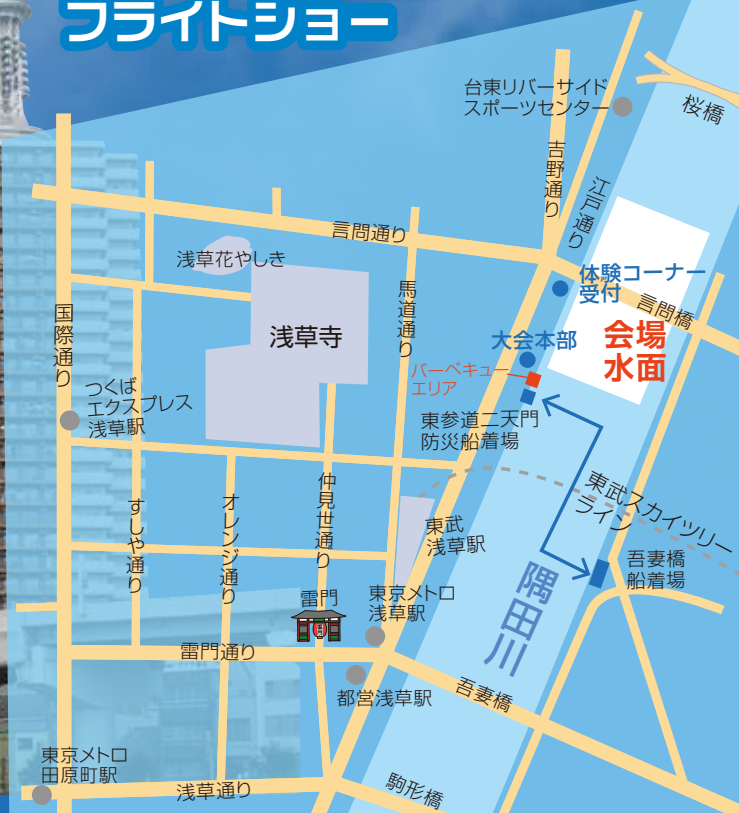 フライトショー
台東リバーサイド
スポーツセンター
桜橋
吉野通り
江戸通り
言問通り
浅草花やしき
馬道通り
体験コーナー
受付
言問橋
国際通り
浅草寺
大会本部
会場
水面
バーベキュー
エリア
つくば
エクスプレス
浅草駅
東参道二天門
防災船着場
すしや通り
オレンジ通り
仲見世通り
東武
浅草駅
東武スカイツリー
ライン
吾妻橋
船着場
隅田川
雷門
東京メトロ
浅草駅
雷門通り
都営浅草駅
吾妻橋
東京メトロ
田原町駅
浅草通り
駒形橋